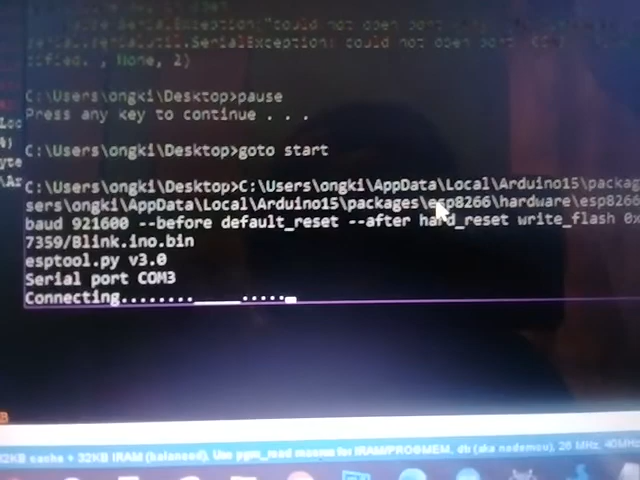 serial.serialutil.SerialException: could not open port
ified. , None, 2)
C:\Users\ongki\Desktop>pause
Press any key to continue . . .
C:\Users\ongki\Desktop>goto start
C:\Users\ongki\Desktop>C:\Users\ongki\AppData\Local\Arduino15\packag
sers\ongki\AppData\Local\Arduino15\packages\esp8266\hardware\esp8266
baud 921600 --before default_reset --after hard_reset write_flash 0x
7359/Blink.ino.bin
esptool.py v3.0
Serial port COM3
Connecting........_____.....
32KB cache + 32KB IRAM (balanced), Use pgm_read macros for IRAM/PROGMEM, dtr (aka nodemcu), 26 MHz, 40MHz